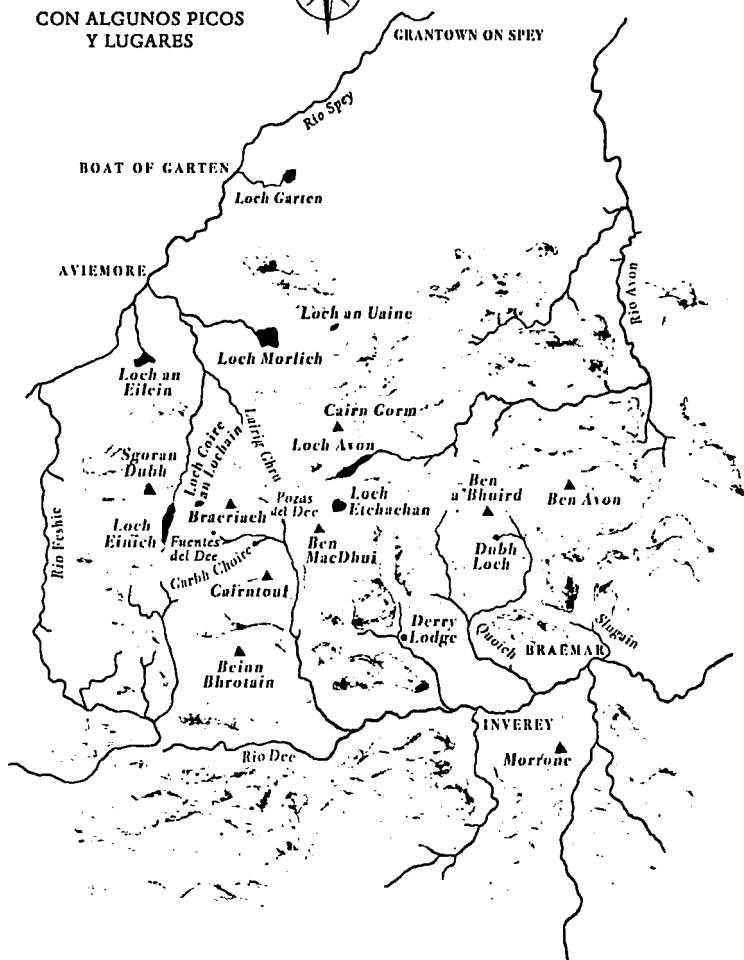 CON ALGUNOS PICOS
Y LUGARES
GRANTOWN ON SPEY
Río Spey
BOAT OF GARTEN
Loch Garten
AVIEMORE
Río Avon
Loch an Uaine
Loch Morlich
Loch an
Eilein
Cairn Gorm
Loch Avon
Lairig Ghru
Loch Coire
an Lochain
Sgoran
Dubh
Ben
a'Bhuird
Ben Avon
Loch
Etchachan
Pozas
del Dee
Braeriach
Loch
Einich
Fuentes
del Dee
Ben
MacDhui
Dubh
Loch
Río Feshie
Garbh Choire
Cairntoul
Derry
Lodge
Quoich
Slugain
BRAEMAR
Beinn
Bhrotain
INVEREY
Morrone
Río Dee